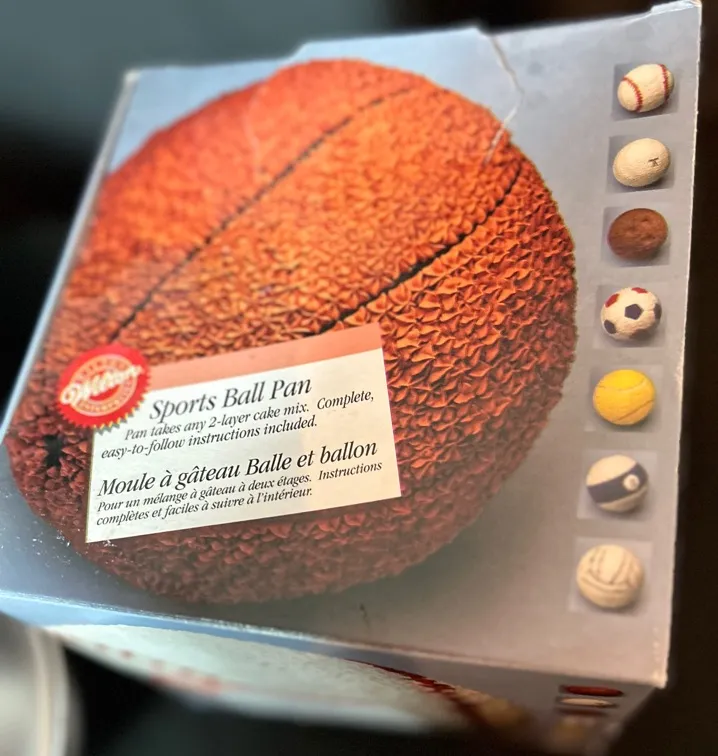 Wilton
Sports Ball Pan
Pan takes any 2-layer cake mix. Complete,
easy-to-follow instructions included.
Moule à gâteau Balle et ballon
Pour un mélange à gâteau à deux étages. Instructions
complètes et faciles à suivre à l'intérieur.